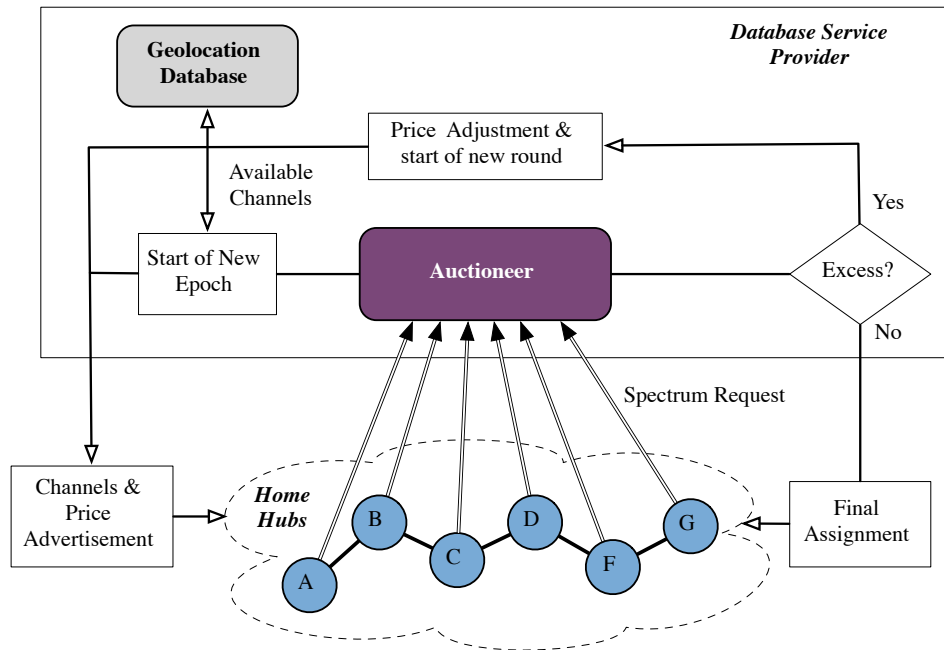 Database Service
Provider
Geolocation
Database
Price Adjustment &
start of new round
Available
Channels
Yes
Start of New
Epoch
Auctioneer
Excess?
No
Spectrum Request
Channels &
Price
Advertisement
Home
Hubs
A
B
C
D
F
G
Final
Assignment